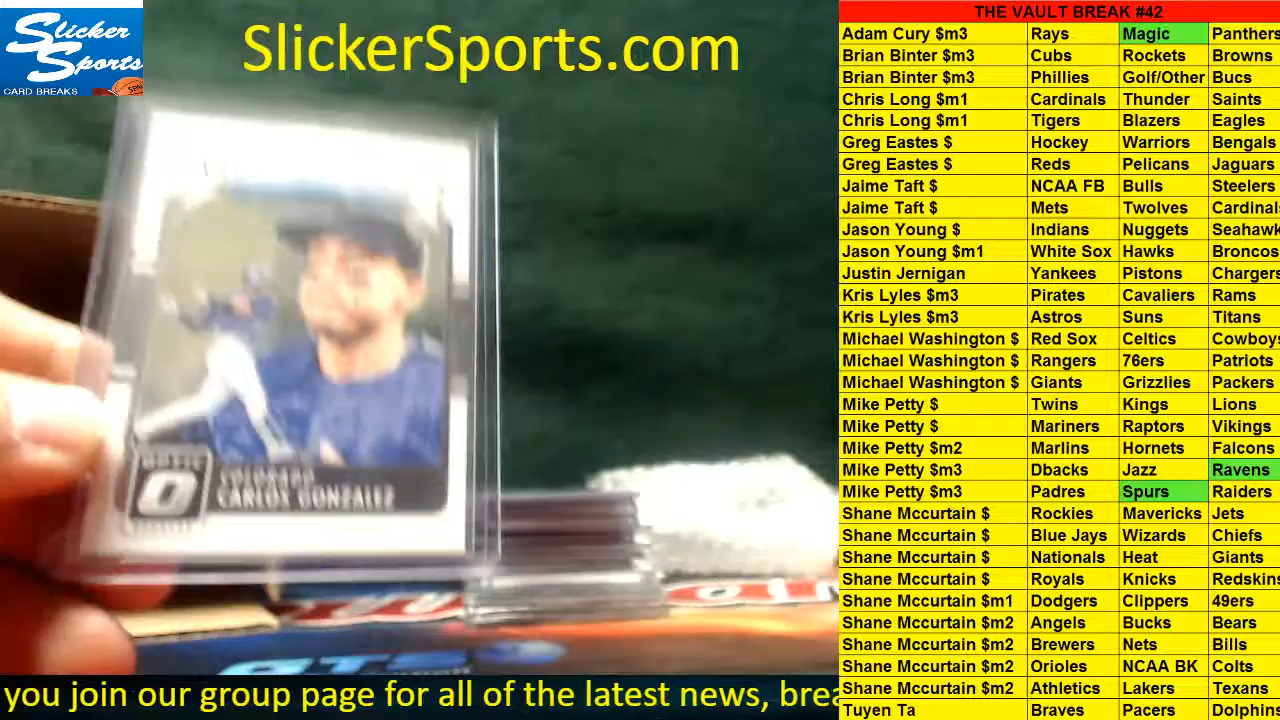 Slicker
Sports
CARD BREAKS
SlickerSports.com
OPTIC
COLORADO
CARLOS GONZALEZ
you join our group page for all of the latest news, brea
THE VAULT BREAK #42
Adam Cury $m3 Rays Magic Panthers
Brian Binter $m3 Cubs Rockets Browns
Brian Binter $m3 Phillies Golf/Other Bucs
Chris Long $m1 Cardinals Thunder Saints
Chris Long $m1 Tigers Blazers Eagles
Greg Eastes $ Hockey Warriors Bengals
Greg Eastes $ Reds Pelicans Jaguars
Jaime Taft $ NCAA FB Bulls Steelers
Jaime Taft $ Mets Twolves Cardinal
Jason Young $ Indians Nuggets Seahawk
Jason Young $m1 White Sox Hawks Broncos
Justin Jernigan Yankees Pistons Chargers
Kris Lyles $m3 Pirates Cavaliers Rams
Kris Lyles $m3 Astros Suns Titans
Michael Washington $ Red Sox Celtics Cowboy
Michael Washington $ Rangers 76ers Patriots
Michael Washington $ Giants Grizzlies Packers
Mike Petty $ Twins Kings Lions
Mike Petty $ Mariners Raptors Vikings
Mike Petty $m2 Marlins Hornets Falcons
Mike Petty $m3 Dbacks Jazz Ravens
Mike Petty $m3 Padres Spurs Raiders
Shane Mccurtain $ Rockies Mavericks Jets
Shane Mccurtain $ Blue Jays Wizards Chiefs
Shane Mccurtain $ Nationals Heat Giants
Shane Mccurtain $ Royals Knicks Redskins
Shane Mccurtain $m1 Dodgers Clippers 49ers
Shane Mccurtain $m2 Angels Bucks Bears
Shane Mccurtain $m2 Brewers Nets Bills
Shane Mccurtain $m2 Orioles NCAA BK Colts
Shane Mccurtain $m2 Athletics Lakers Texans
Tuyen Ta Braves Pacers Dolphins